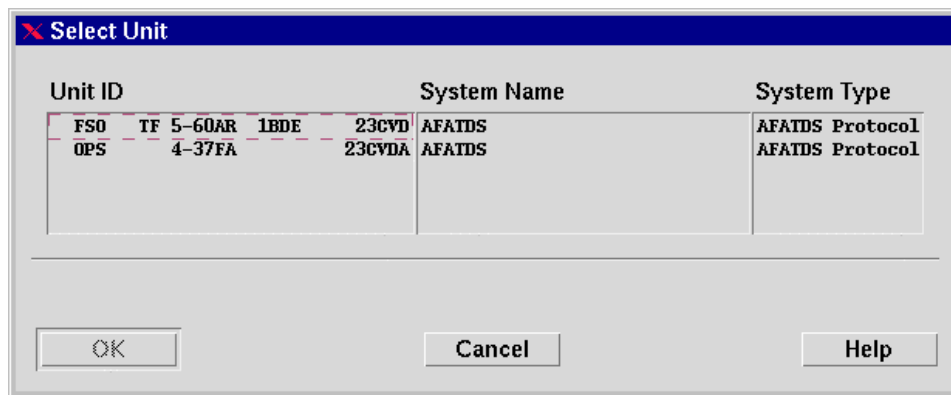 Select Unit
Unit ID System Name System Type
FSO TF 5-60AR 1BDE 23CVD AFATDS AFATDS Protocol
OPS 4-37FA 23CVDA AFATDS AFATDS Protocol
OK Cancel Help